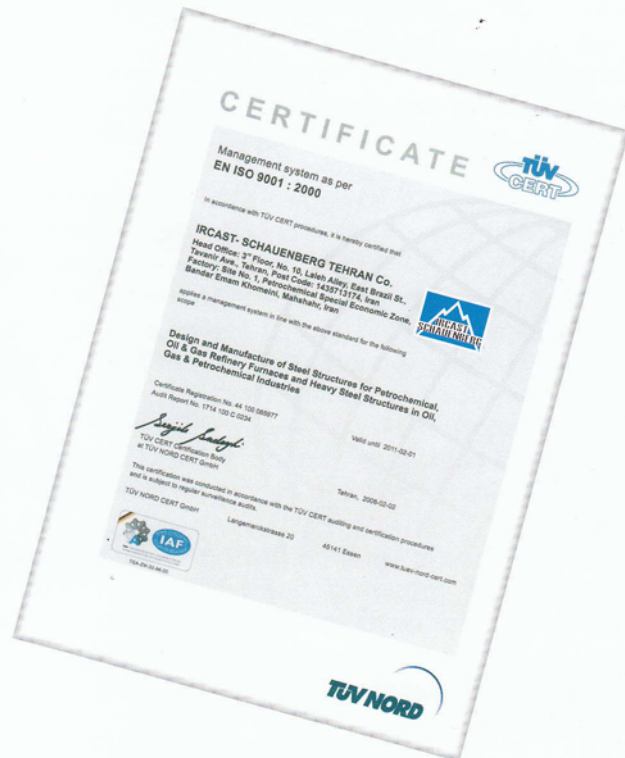 CERTIFICATE
TÜV
CERT
Management system as per
EN ISO 9001 : 2000
In accordance with TÜV CERT procedures, it is hereby certified that
IRCAST- SCHAUENBERG TEHRAN Co.
Head Office: 3rd Floor, No. 10, Laleh Alley, East Brazil St.,
Tavanir Ave., Tehran, Post Code: 1435713174, Iran
Factory: Site No. 1, Petrochemical Special Economic Zone,
Bandar Emam Khomeini, Mahshahr, Iran
IRCAST
SCHAUENBERG
applies a management system in line with the above standard for the following
scope
Design and Manufacture of Steel Structures for Petrochemical,
Oil & Gas Refinery Furnaces and Heavy Steel Structures in Oil,
Gas & Petrochemical Industries
Certificate Registration No. 44 100 085977
Audit Report No. 1714 100 C 0234
Valid until 2011-02-01
TÜV CERT Certification Body
at TÜV NORD CERT GmbH
Tehran, 2008-02-02
This certification was conducted in accordance with the TÜV CERT auditing and certification procedures
and is subject to regular surveillance audits.
TÜV NORD CERT GmbH Langemarckstrasse 20 45141 Essen www.tuev-nord-cert.com
IAF
TÜV NORD